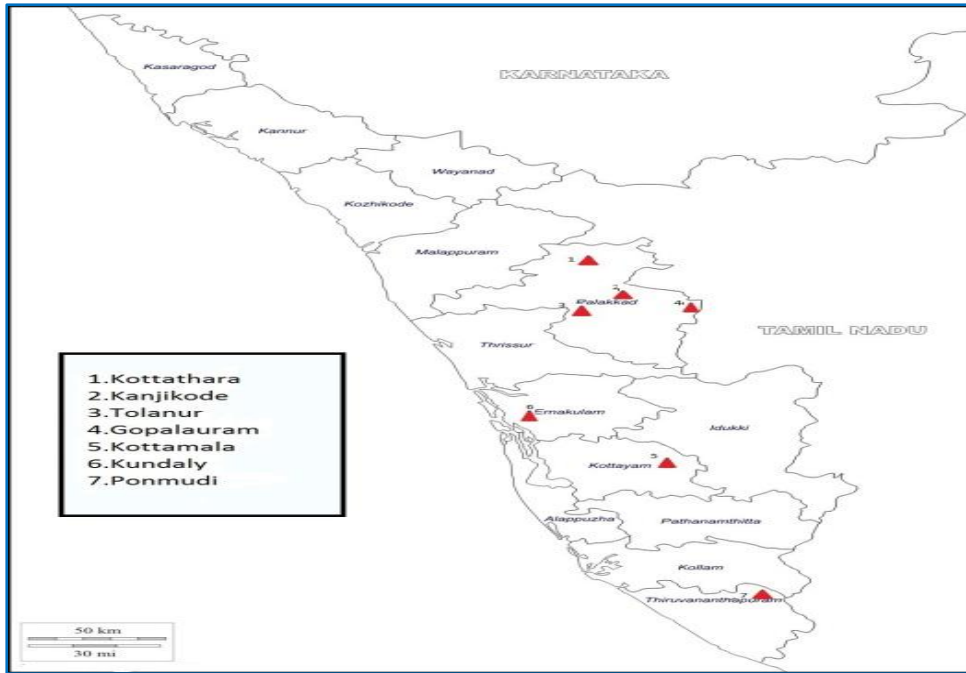 KARNATAKA
Kasaragod
Kannur
Wayanad
Kozhikode
Malappuram
1
2
Palakkad
3
4
TAMIL NADU
Thrissur
6
Ernakulam
Idukki
5
Kottayam
Alappuzha
Pathanamthitta
Kollam
7
Thiruvananthapuram
1.Kottathara
2.Kanjikode
3.Tolanur
4.Gopalauram
5.Kottamala
6.Kundaly
7.Ponmudi
50 km
30 mi